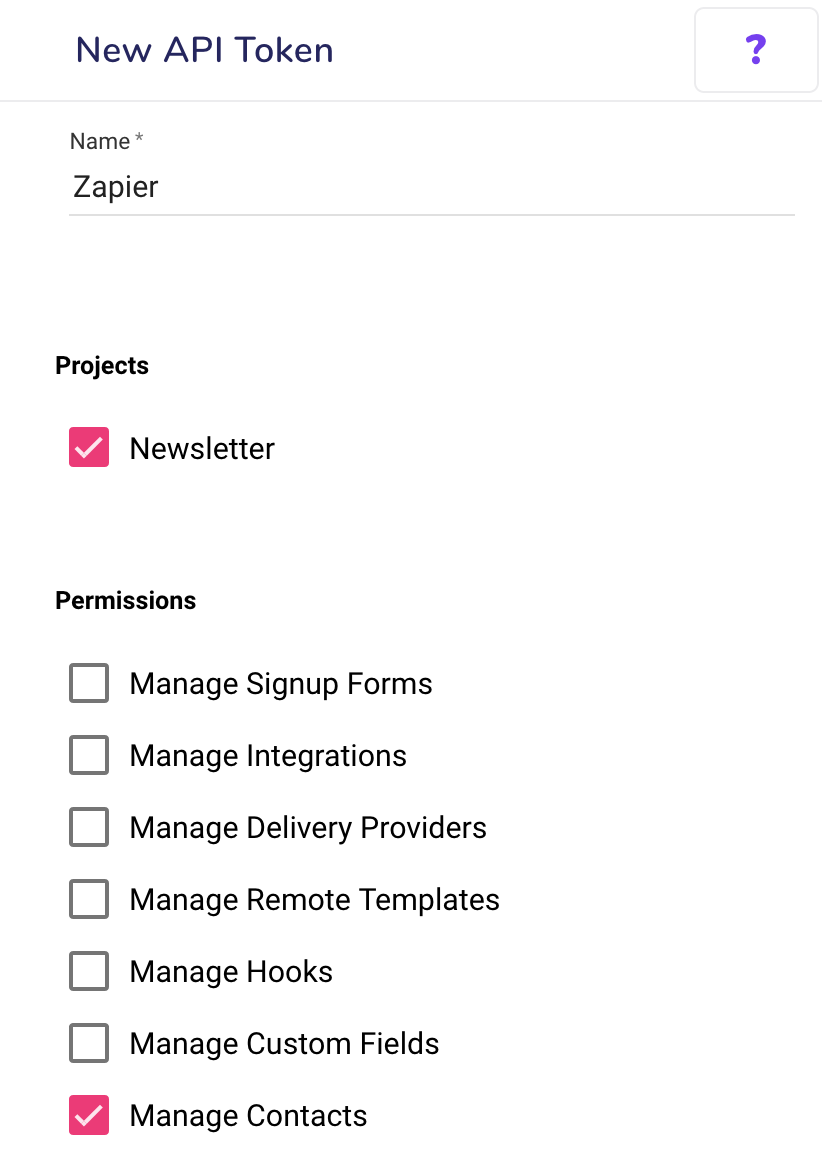 New API Token
?
Name *
Zapier
Projects
Newsletter
Permissions
Manage Signup Forms
Manage Integrations
Manage Delivery Providers
Manage Remote Templates
Manage Hooks
Manage Custom Fields
Manage Contacts